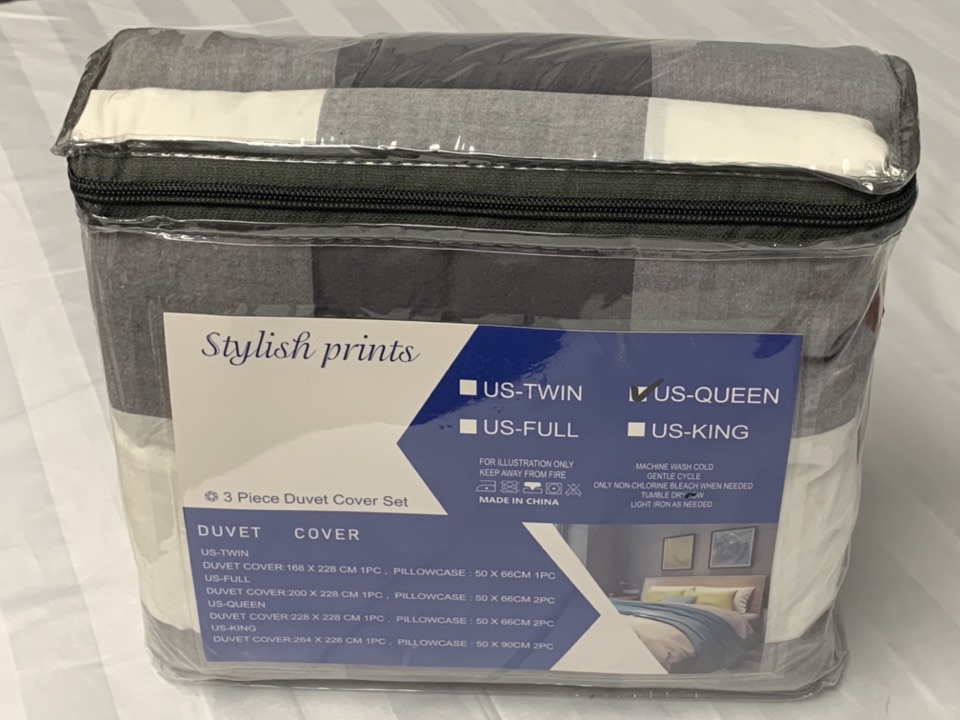 Stylish prints
US-TWIN
US-QUEEN
US-FULL
US-KING
FOR ILLUSTRATION ONLY
KEEP AWAY FROM FIRE
MADE IN CHINA
MACHINE WASH COLD
GENTLE CYCLE
ONLY NON-CHLORINE BLEACH WHEN NEEDED
TUMBLE DRY LOW
LIGHT IRON AS NEEDED
3 Piece Duvet Cover Set
DUVET COVER
US-TWIN
DUVET COVER:168 X 228 CM 1PC , PILLOWCASE : 50 X 66CM 1PC
US-FULL
DUVET COVER:200 X 228 CM 1PC , PILLOWCASE : 50 X 66CM 2PC
US-QUEEN
DUVET COVER:228 X 228 CM 1PC , PILLOWCASE : 50 X 66CM 2PC
US-KING
DUVET COVER:264 X 228 CM 1PC , PILLOWCASE : 50 X 90CM 2PC